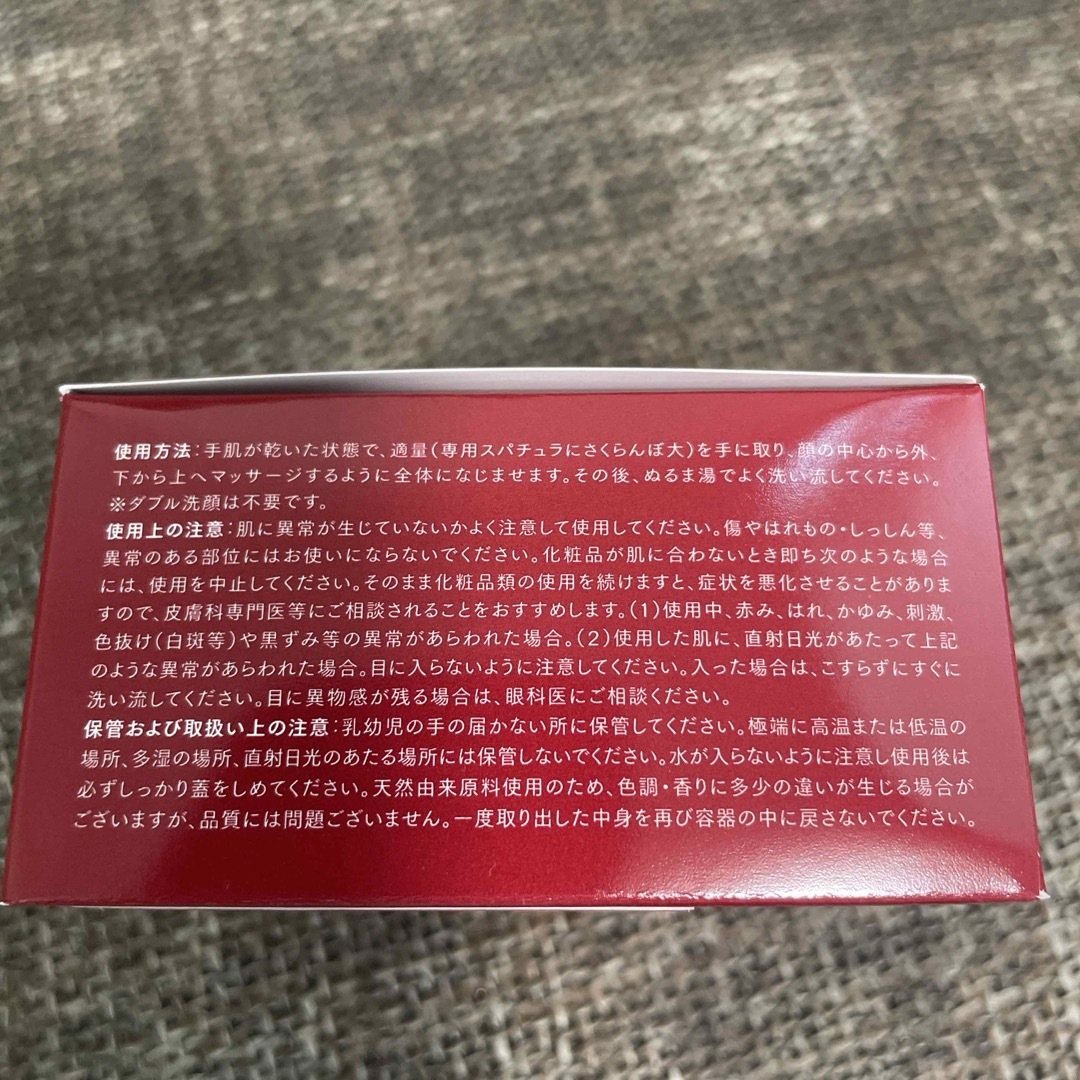 使用方法：手肌が乾いた状態で、適量（専用スパチュラにさくらんぼ大）を手に取り、顔の中心から外、
下から上へマッサージするように全体になじませます。その後、ぬるま湯でよく洗い流してください。
※ダブル洗顔は不要です。
使用上の注意：肌に異常が生じていないかよく注意して使用してください。傷やはれもの・しっしん等、
異常のある部位にはお使いにならないでください。化粧品が肌に合わないとき即ち次のような場合
には、使用を中止してください。そのまま化粧品類の使用を続けますと、症状を悪化させることがありま
すので、皮膚科専門医等にご相談されることをおすすめします。（1）使用中、赤み、はれ、かゆみ、刺激、
色抜け（白斑等）や黒ずみ等の異常があらわれた場合。（2）使用した肌に、直射日光があたって上記
のような異常があらわれた場合。目に入らないように注意してください。入った場合は、こすらずにすぐに
洗い流してください。目に異物感が残る場合は、眼科医にご相談ください。
保管および取扱い上の注意：乳幼児の手の届かない所に保管してください。極端に高温または低温の
場所、多湿の場所、直射日光のあたる場所には保管しないでください。水が入らないように注意し使用後は
必ずしっかり蓋をしめてください。天然由来原料使用のため、色調・香りに多少の違いが生じる場合が
ございますが、品質には問題ございません。一度取り出した中身を再び容器の中に戻さないでください。